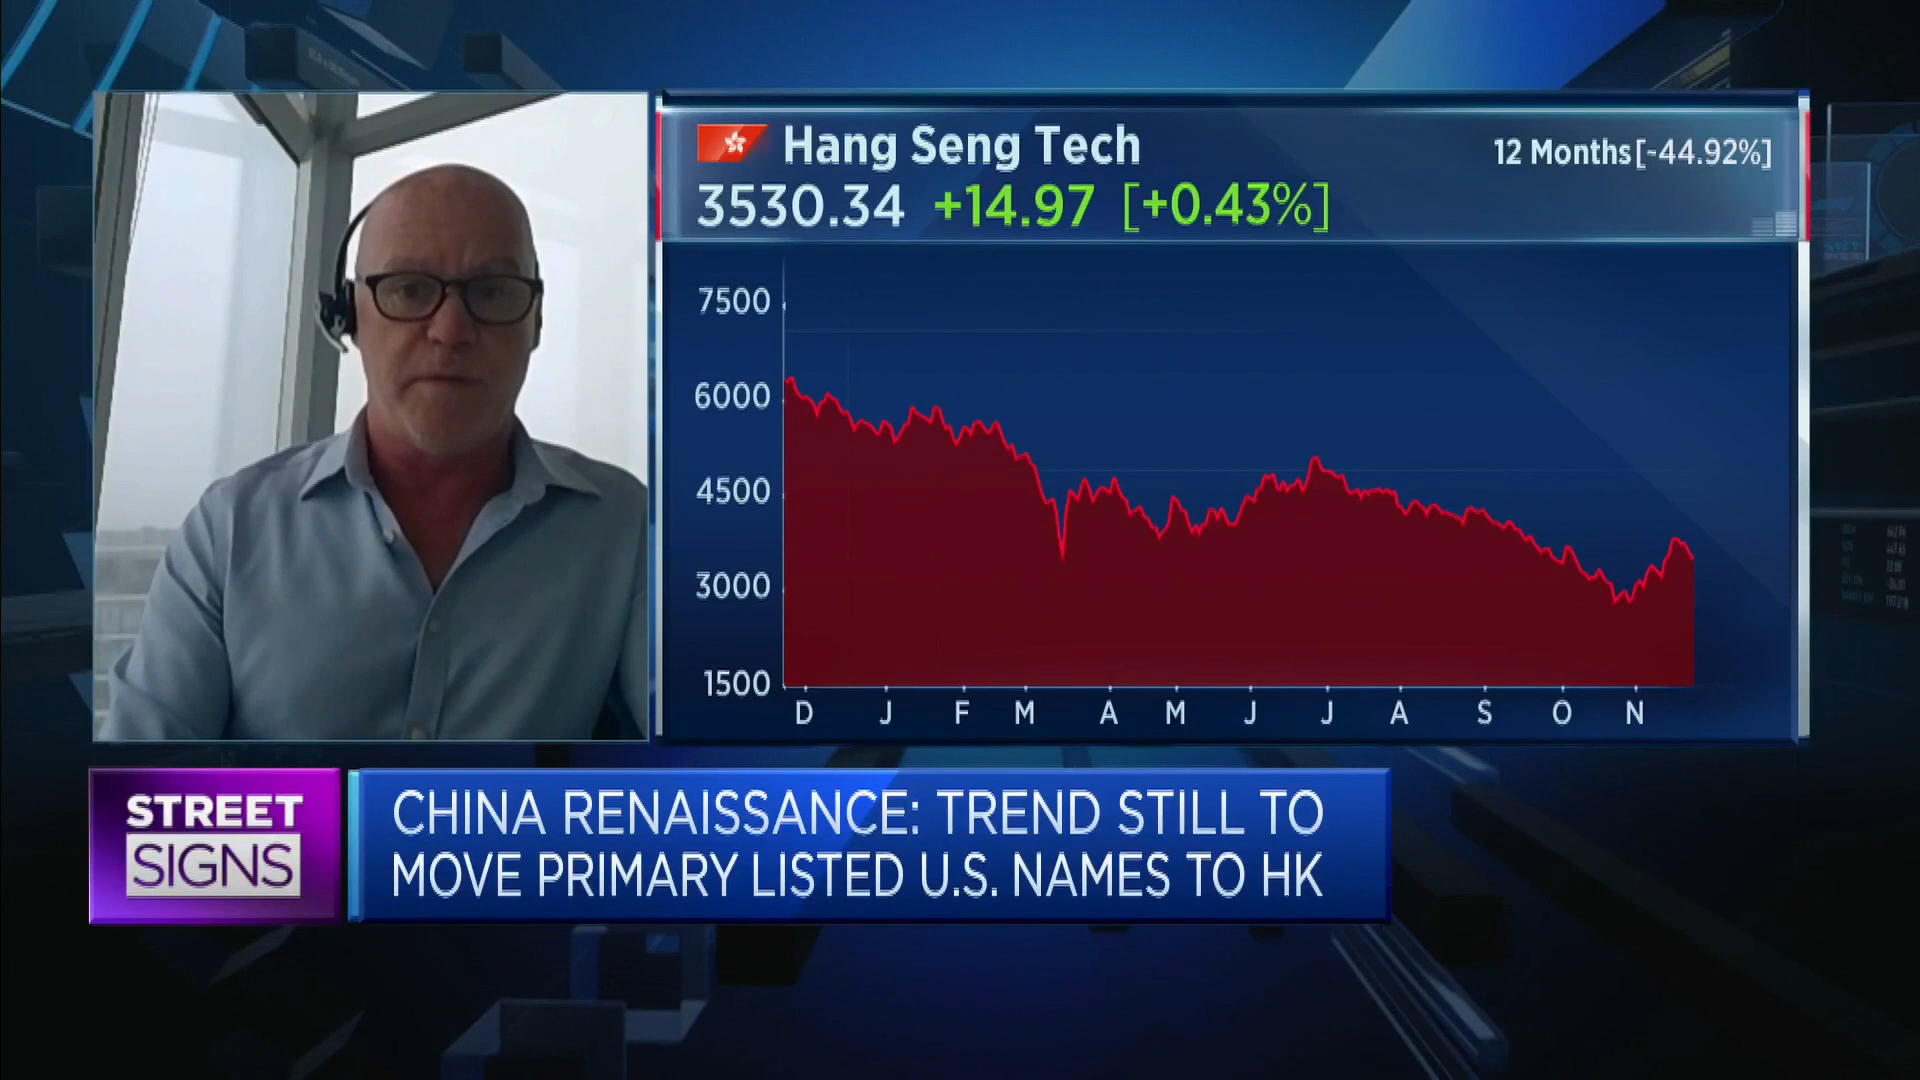 Hang Seng Tech
12 Months[-44.92%]
3530.34 +14.97 [+0.43%]
7500
6000
4500
3000
1500
D J F M A M J J A S O N
STREET
SIGNS
CHINA RENAISSANCE: TREND STILL TO
MOVE PRIMARY LISTED U.S. NAMES TO HK